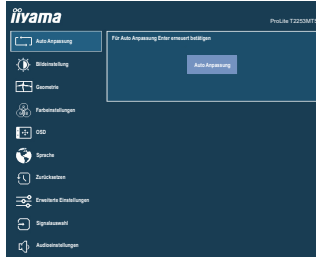 iiyama
ProLite T2253MTS
Auto Anpassung
Für Auto Anpassung Enter erneuert betätigen
Auto Anpassung
Bildeinstellung
Geometrie
Farbeinstellungen
OSD
Sprache
Zurücksetzen
Erweiterte Einstellungen
Signalauswahl
Audioeinstellungen